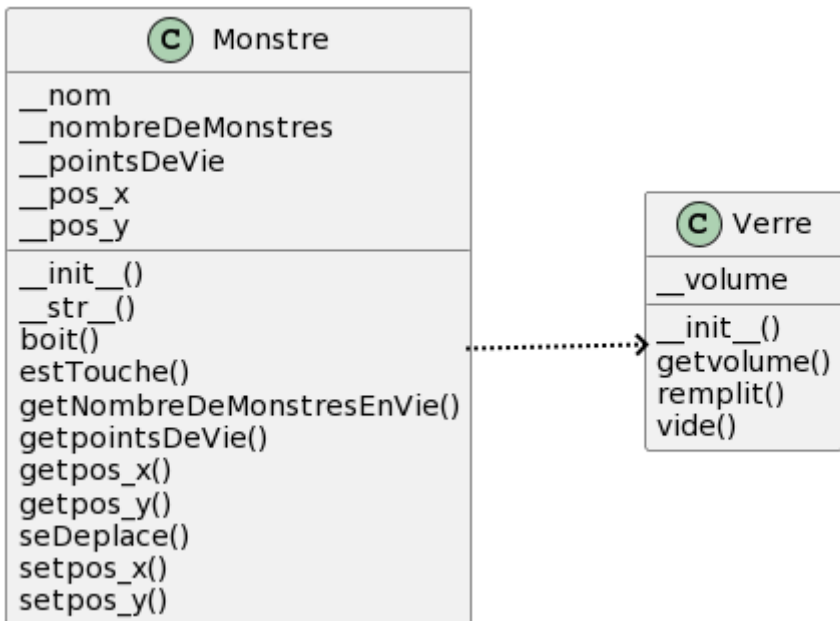 C Monstre
__nom
__nombreDeMonstres
__pointsDeVie
__pos_x
__pos_y
__init__()
__str__()
boit()
estTouche()
getNombreDeMonstresEnVie()
getpointsDeVie()
getpos_x()
getpos_y()
seDeplace()
setpos_x()
setpos_y()
C Verre
__volume
__init__()
getvolume()
remplit()
vide()